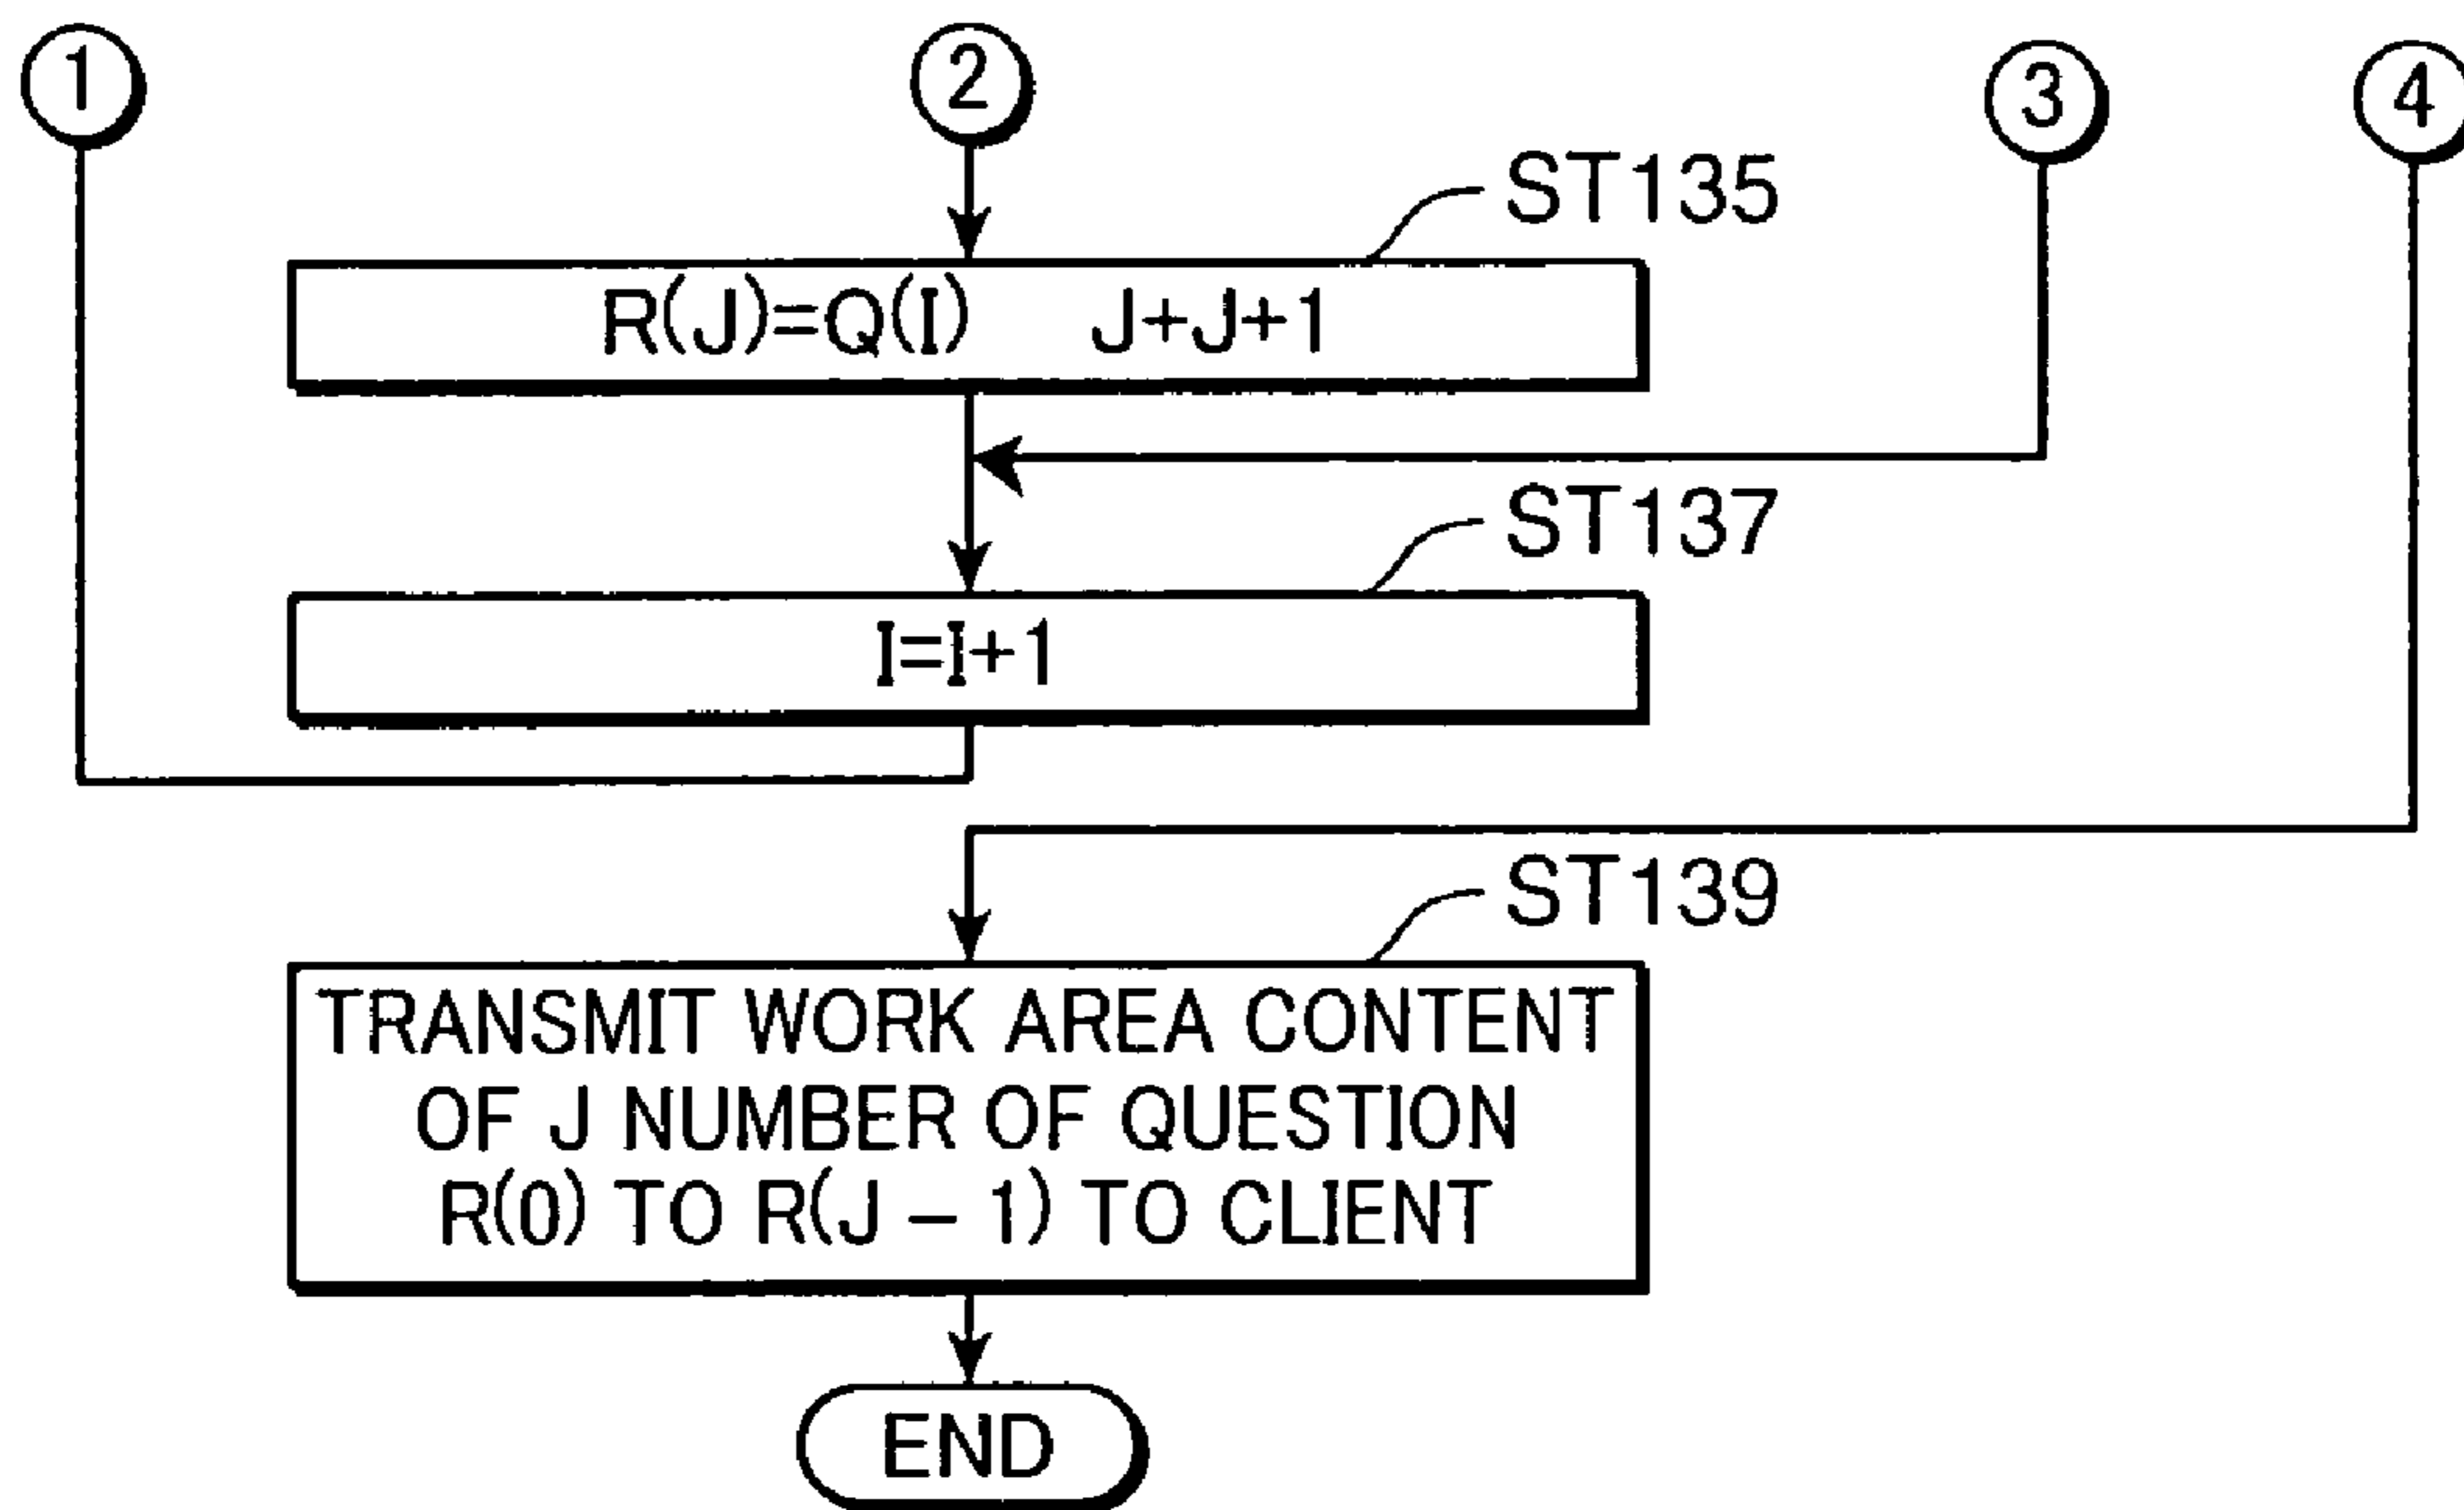 1
2
3
4
ST135
R(J)=Q(I) J+J+1
ST137
I=I+1
ST139
TRANSMIT WORK AREA CONTENT
OF J NUMBER OF QUESTION
R(0) TO R(J – 1) TO CLIENT
END